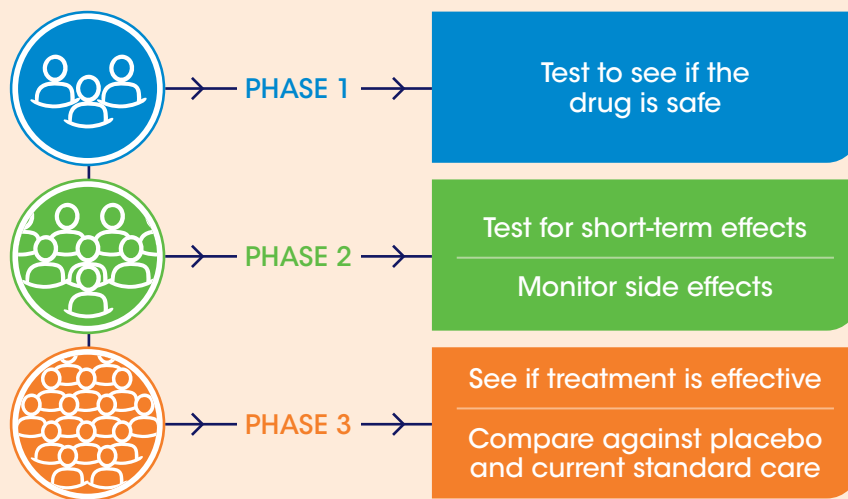 PHASE 1
Test to see if the
drug is safe
PHASE 2
Test for short-term effects
Monitor side effects
PHASE 3
See if treatment is effective
Compare against placebo
and current standard care